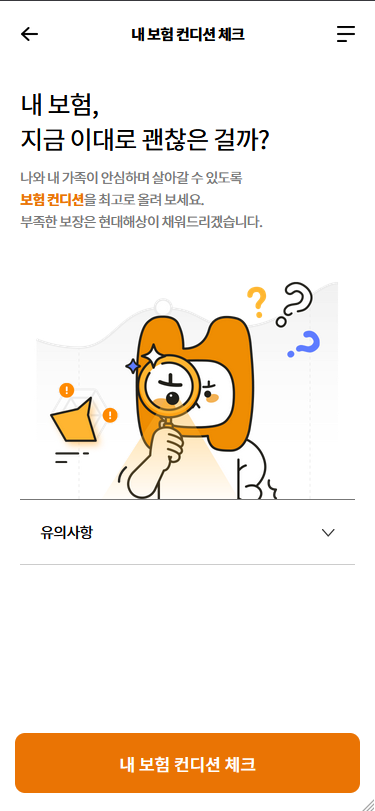 내 보험 컨디션 체크
내 보험,
지금 이대로 괜찮은 걸까?
나와 내 가족이 안심하며 살아갈 수 있도록
보험 컨디션을 최고로 올려 보세요.
부족한 보장은 현대해상이 채워드리겠습니다.
유의사항
내 보험 컨디션 체크